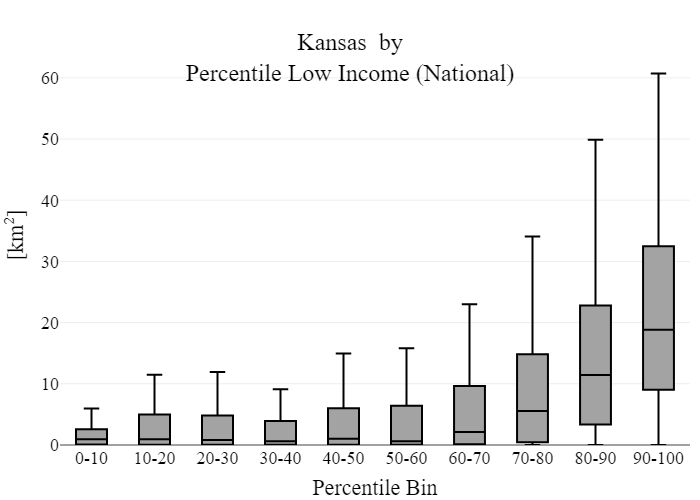 Kansas  by
Percentile Low Income (National)
60
50
40
30
20
10
0
[km²]
0-10 10-20 20-30 30-40 40-50 50-60 60-70 70-80 80-90 90-100
Percentile Bin